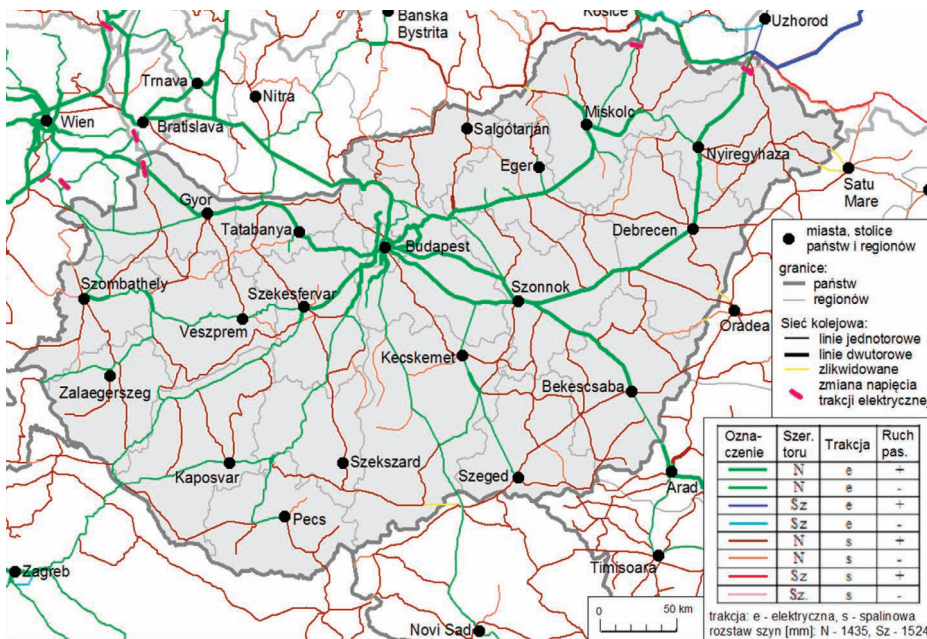 Banska
Bystrita
Košice
Uzhorod
Trnava
Nitra
Wien
Bratislava
Salgótarján
Miskolc
Eger
Nyiregyhaza
Satu
Mare
Gyor
Tatabanya
Budapest
Debrecen
Szombathely
Szekesfervar
Szonnok
Veszprem
Oradea
Kecskemet
Zalaegerszeg
Bekescsaba
Kaposvar
Szekszard
Szeged
Arad
Pecs
Zagreb
Timisoara
Novi Sad
miasta, stolice
państw i regionów
granice:
państw
regionów
Sieć kolejowa:
linie jednotorowe
linie dwutorowe
zlikwidowane
zmiana napięcia
trakcji elektrycznej
Ozna- Szer. Trakcja Ruch
czenie toru pas.
N e +
N e -
Sz e +
Sz e -
N s +
N s -
Sz s +
Sz. s -
0 50 km
trakcja: e - elektryczna, s - spalinowa
rozstaw szyn [mm]: N - 1435, Sz - 1524